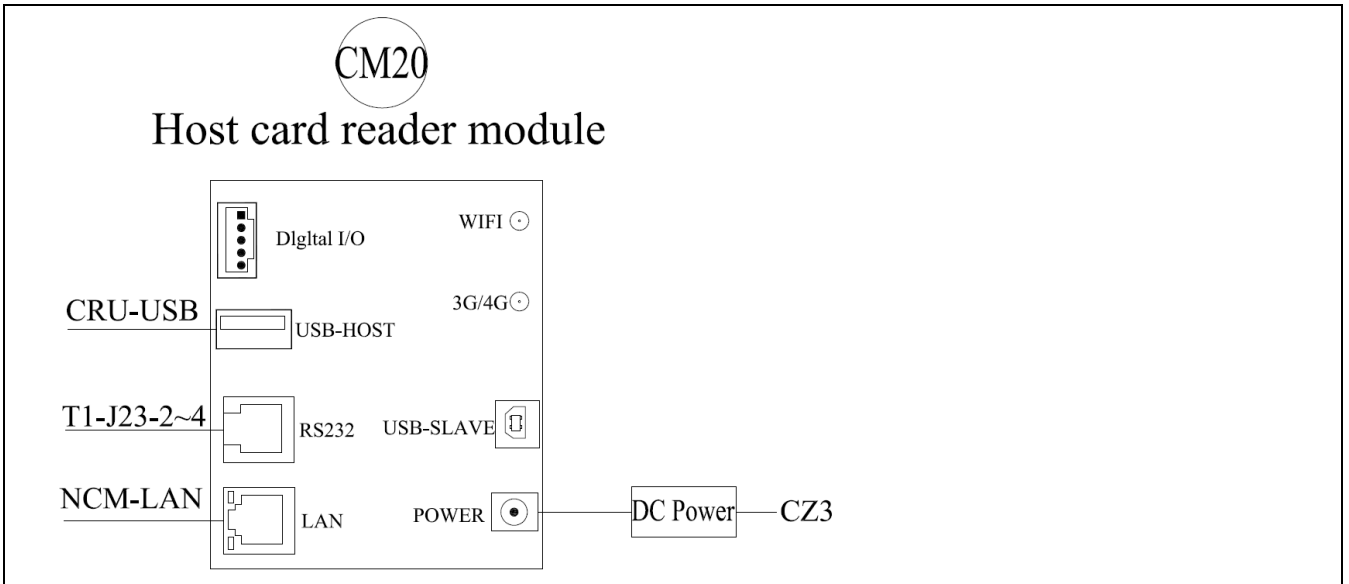 CM20
Host card reader module
DlgltaI I/O
WIFI
3G/4G
CRU-USB
USB-HOST
T1-J23-2~4
RS232
USB-SLAVE
NCM-LAN
LAN
POWER
DC Power
CZ3